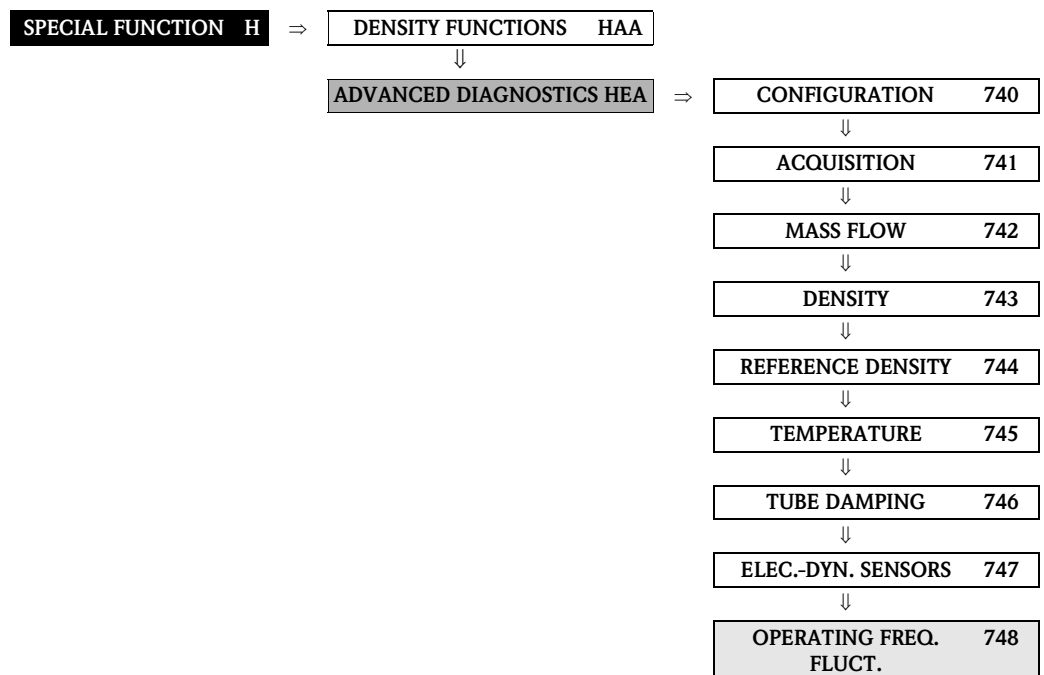 SPECIAL FUNCTION H ⇒ DENSITY FUNCTIONS HAA
⇓
ADVANCED DIAGNOSTICS HEA ⇒ CONFIGURATION 740
⇓
ACQUISITION 741
⇓
MASS FLOW 742
⇓
DENSITY 743
⇓
REFERENCE DENSITY 744
⇓
TEMPERATURE 745
⇓
TUBE DAMPING 746
⇓
ELEC.-DYN. SENSORS 747
⇓
OPERATING FREQ. 748
FLUCT.